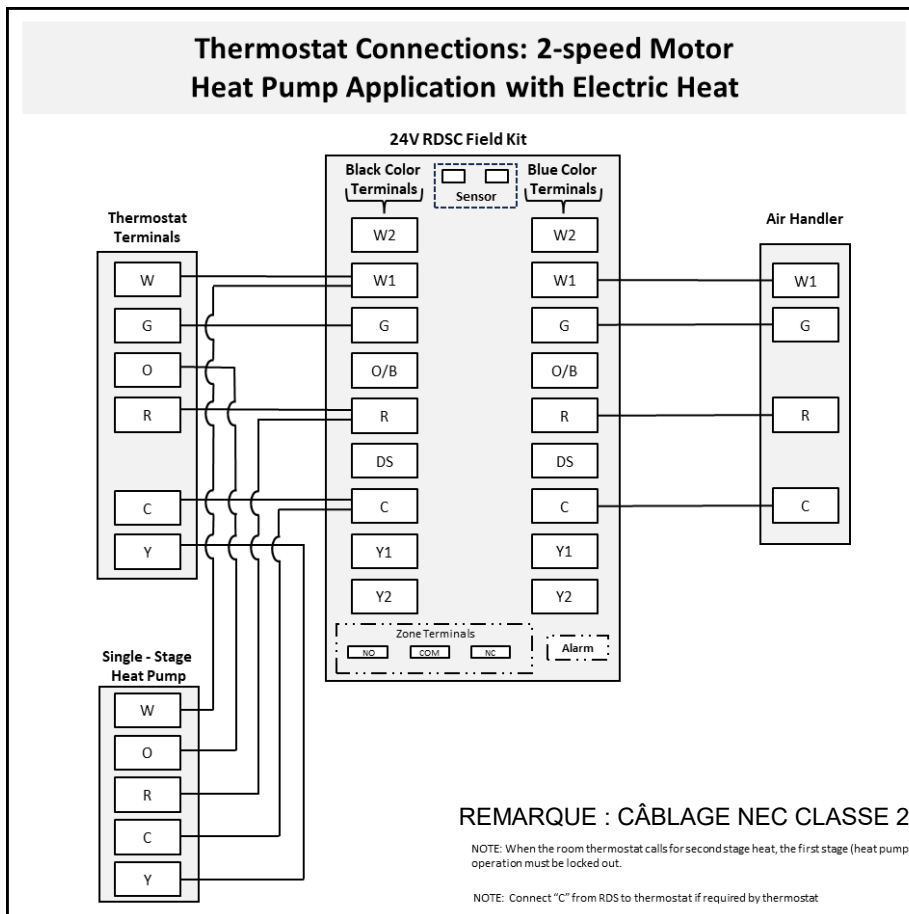 Thermostat Connections: 2-speed Motor
Heat Pump Application with Electric Heat
24V RDSC Field Kit
Black Color
Terminals
Sensor
Blue Color
Terminals
Thermostat
Terminals
W
G
O
R
C
Y
W2
W1
G
O/B
R
DS
C
Y1
Y2
W2
W1
G
O/B
R
DS
C
Y1
Y2
Air Handler
W1
G
R
C
Zone Terminals
NO
COM
NC
Alarm
Single - Stage
Heat Pump
W
O
R
C
Y
REMARQUE : CÂBLAGE NEC CLASSE 2
NOTE: When the room thermostat calls for second stage heat, the first stage (heat pump
operation must be locked out.
NOTE: Connect “C” from RDS to thermostat if required by thermostat